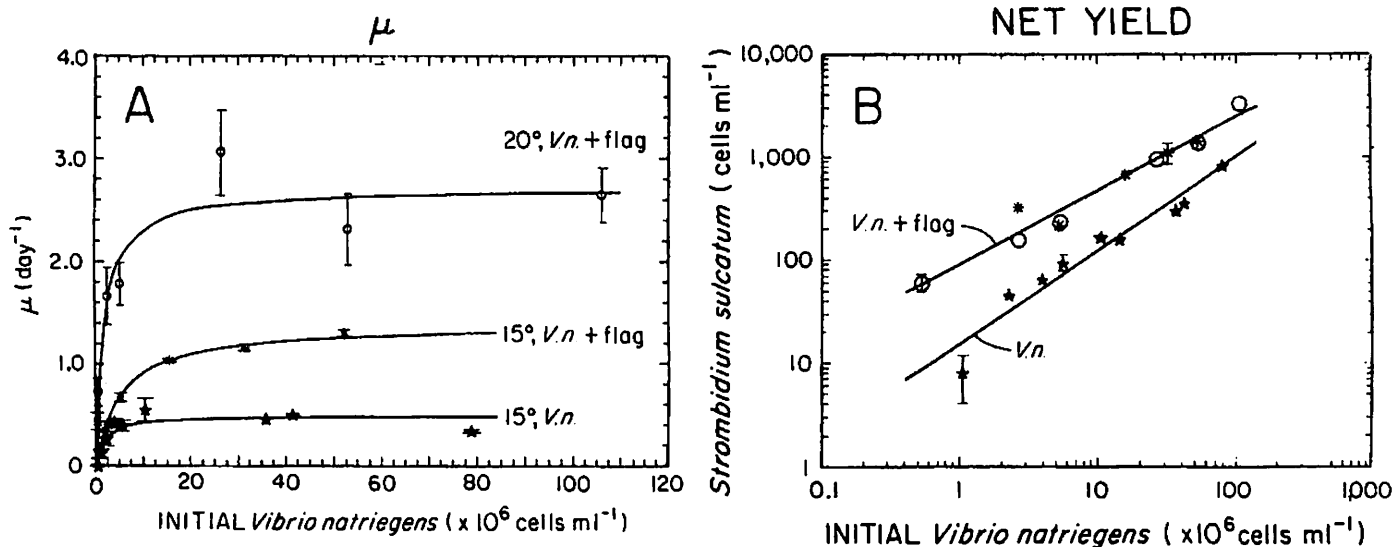 μ
A
4.0
3.0
2.0
1.0
0
μ (day⁻¹)
20°, V.n. + flag
15°, V.n. + flag
15°, V.n.
0 20 40 60 80 100 120
INITIAL Vibrio natriegens (x 10⁶ cells ml⁻¹)
NET YIELD
B
10,000
1,000
100
10
1
Strombidium sulcatum (cells ml⁻¹)
V.n. + flag
V.n.
0.1 1 10 100 1,000
INITIAL Vibrio natriegens (x10⁶ cells ml⁻¹)